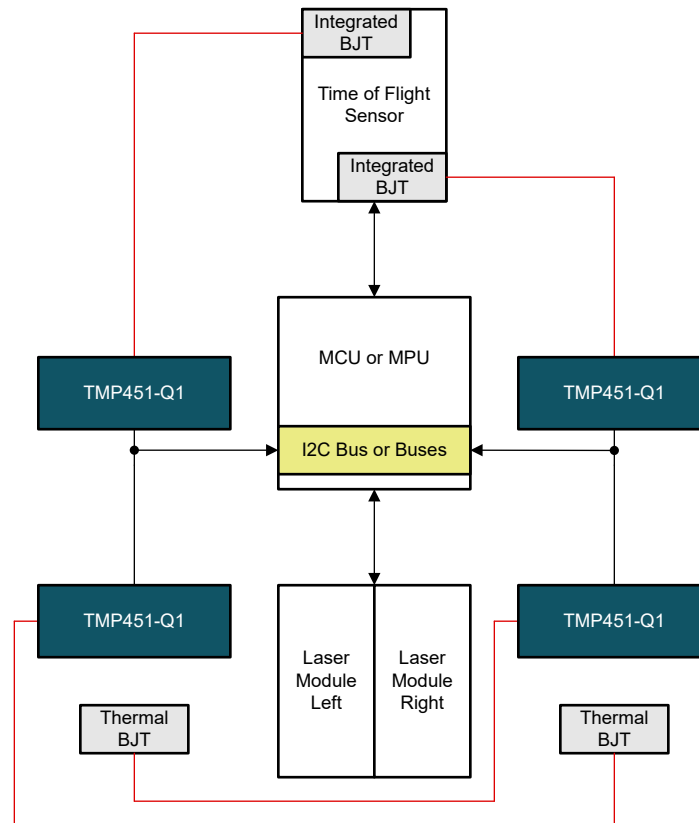 Integrated
BJT
Time of Flight
Sensor
Integrated
BJT
MCU or MPU
TMP451-Q1
TMP451-Q1
I2C Bus or Buses
TMP451-Q1
TMP451-Q1
Laser
Module
Left
Laser
Module
Right
Thermal
BJT
Thermal
BJT